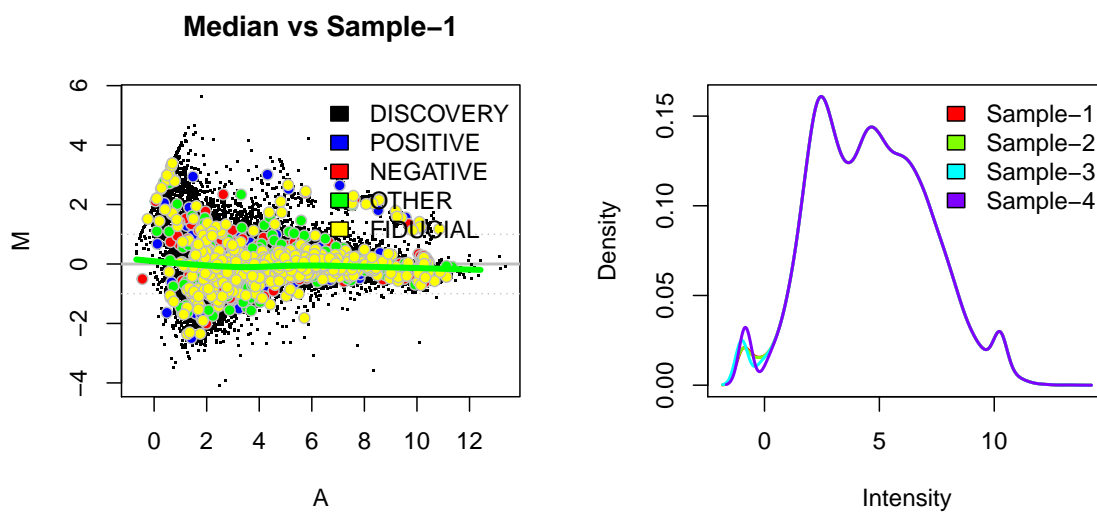 Median vs Sample−1
M
6
4
2
0
−2
−4
DISCOVERY
POSITIVE
NEGATIVE
OTHER
FIDUCIAL
0 2 4 6 8 10 12
A
Density
0.15
0.10
0.05
0.00
Sample−1
Sample−2
Sample−3
Sample−4
0 5 10
Intensity